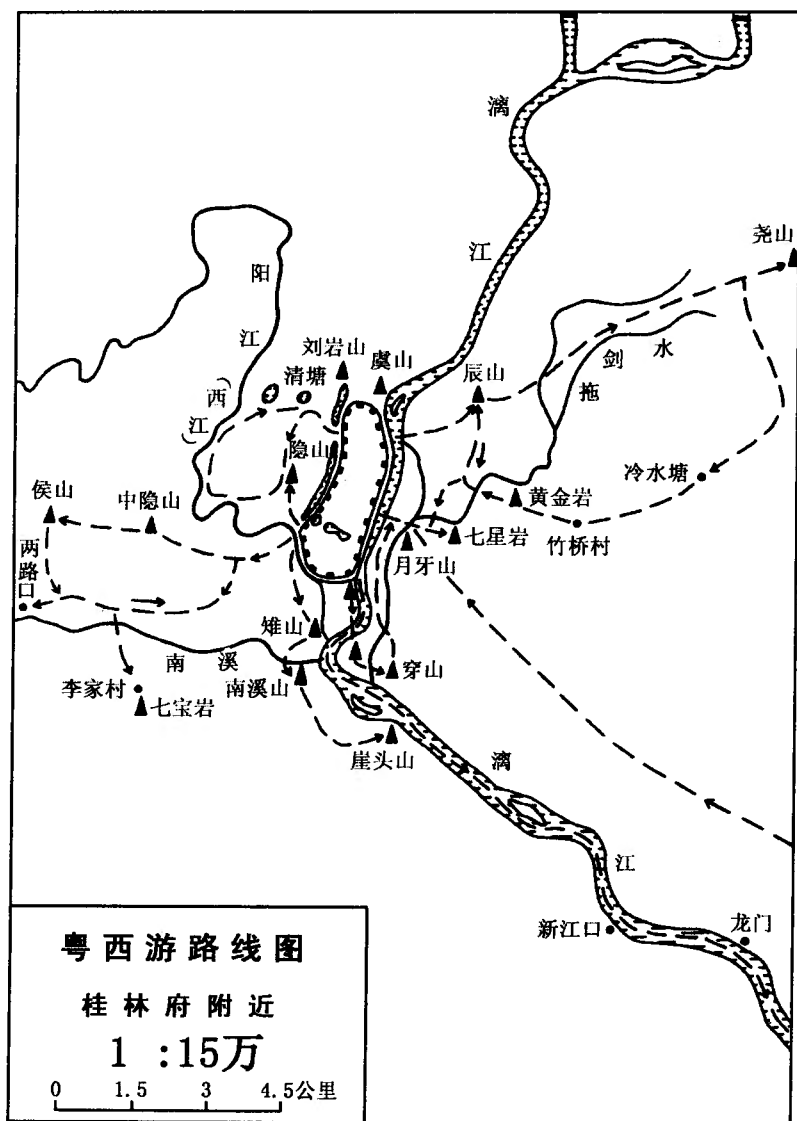 漓
江
尧山
阳
江
(西
江)
刘岩山
虞山
清塘
辰山
剑
水
拖
隐山
冷水塘
侯山
中隐山
黄金岩
七星岩
竹桥村
月牙山
两路口
雉山
南溪
穿山
李家村
南溪山
七宝岩
崖头山
漓
江
新江口
龙门
粤西游路线图
桂林府附近
1:15万
0 1.5 3 4.5公里